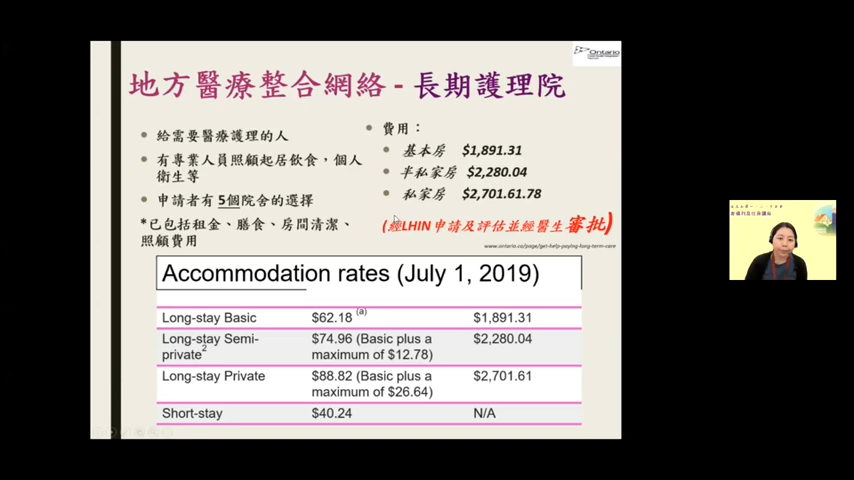 Ontario
地方醫療整合網絡 - 長期護理院
● 給需要醫療護理的人
● 有專業人員照顧起居飲食，個人
衛生等
● 申請者有 5個院舍的選擇
*已包括租金、膳食、房間清潔、
照顧費用
● 費用：
● 基本房 $1,891.31
● 半私家房 $2,280.04
● 私家房 $2,701.61.78
(經LHIN申請及評估並經醫生審批)
www.ontario.ca/page/get-help-paying-long-term-care
Accommodation rates (July 1, 2019)
Long-stay Basic $62.18 (a) $1,891.31
Long-stay Semi- $74.96 (Basic plus a $2,280.04
private2 maximum of $12.78)
Long-stay Private $88.82 (Basic plus a $2,701.61
maximum of $26.64)
Short-stay $40.24 N/A